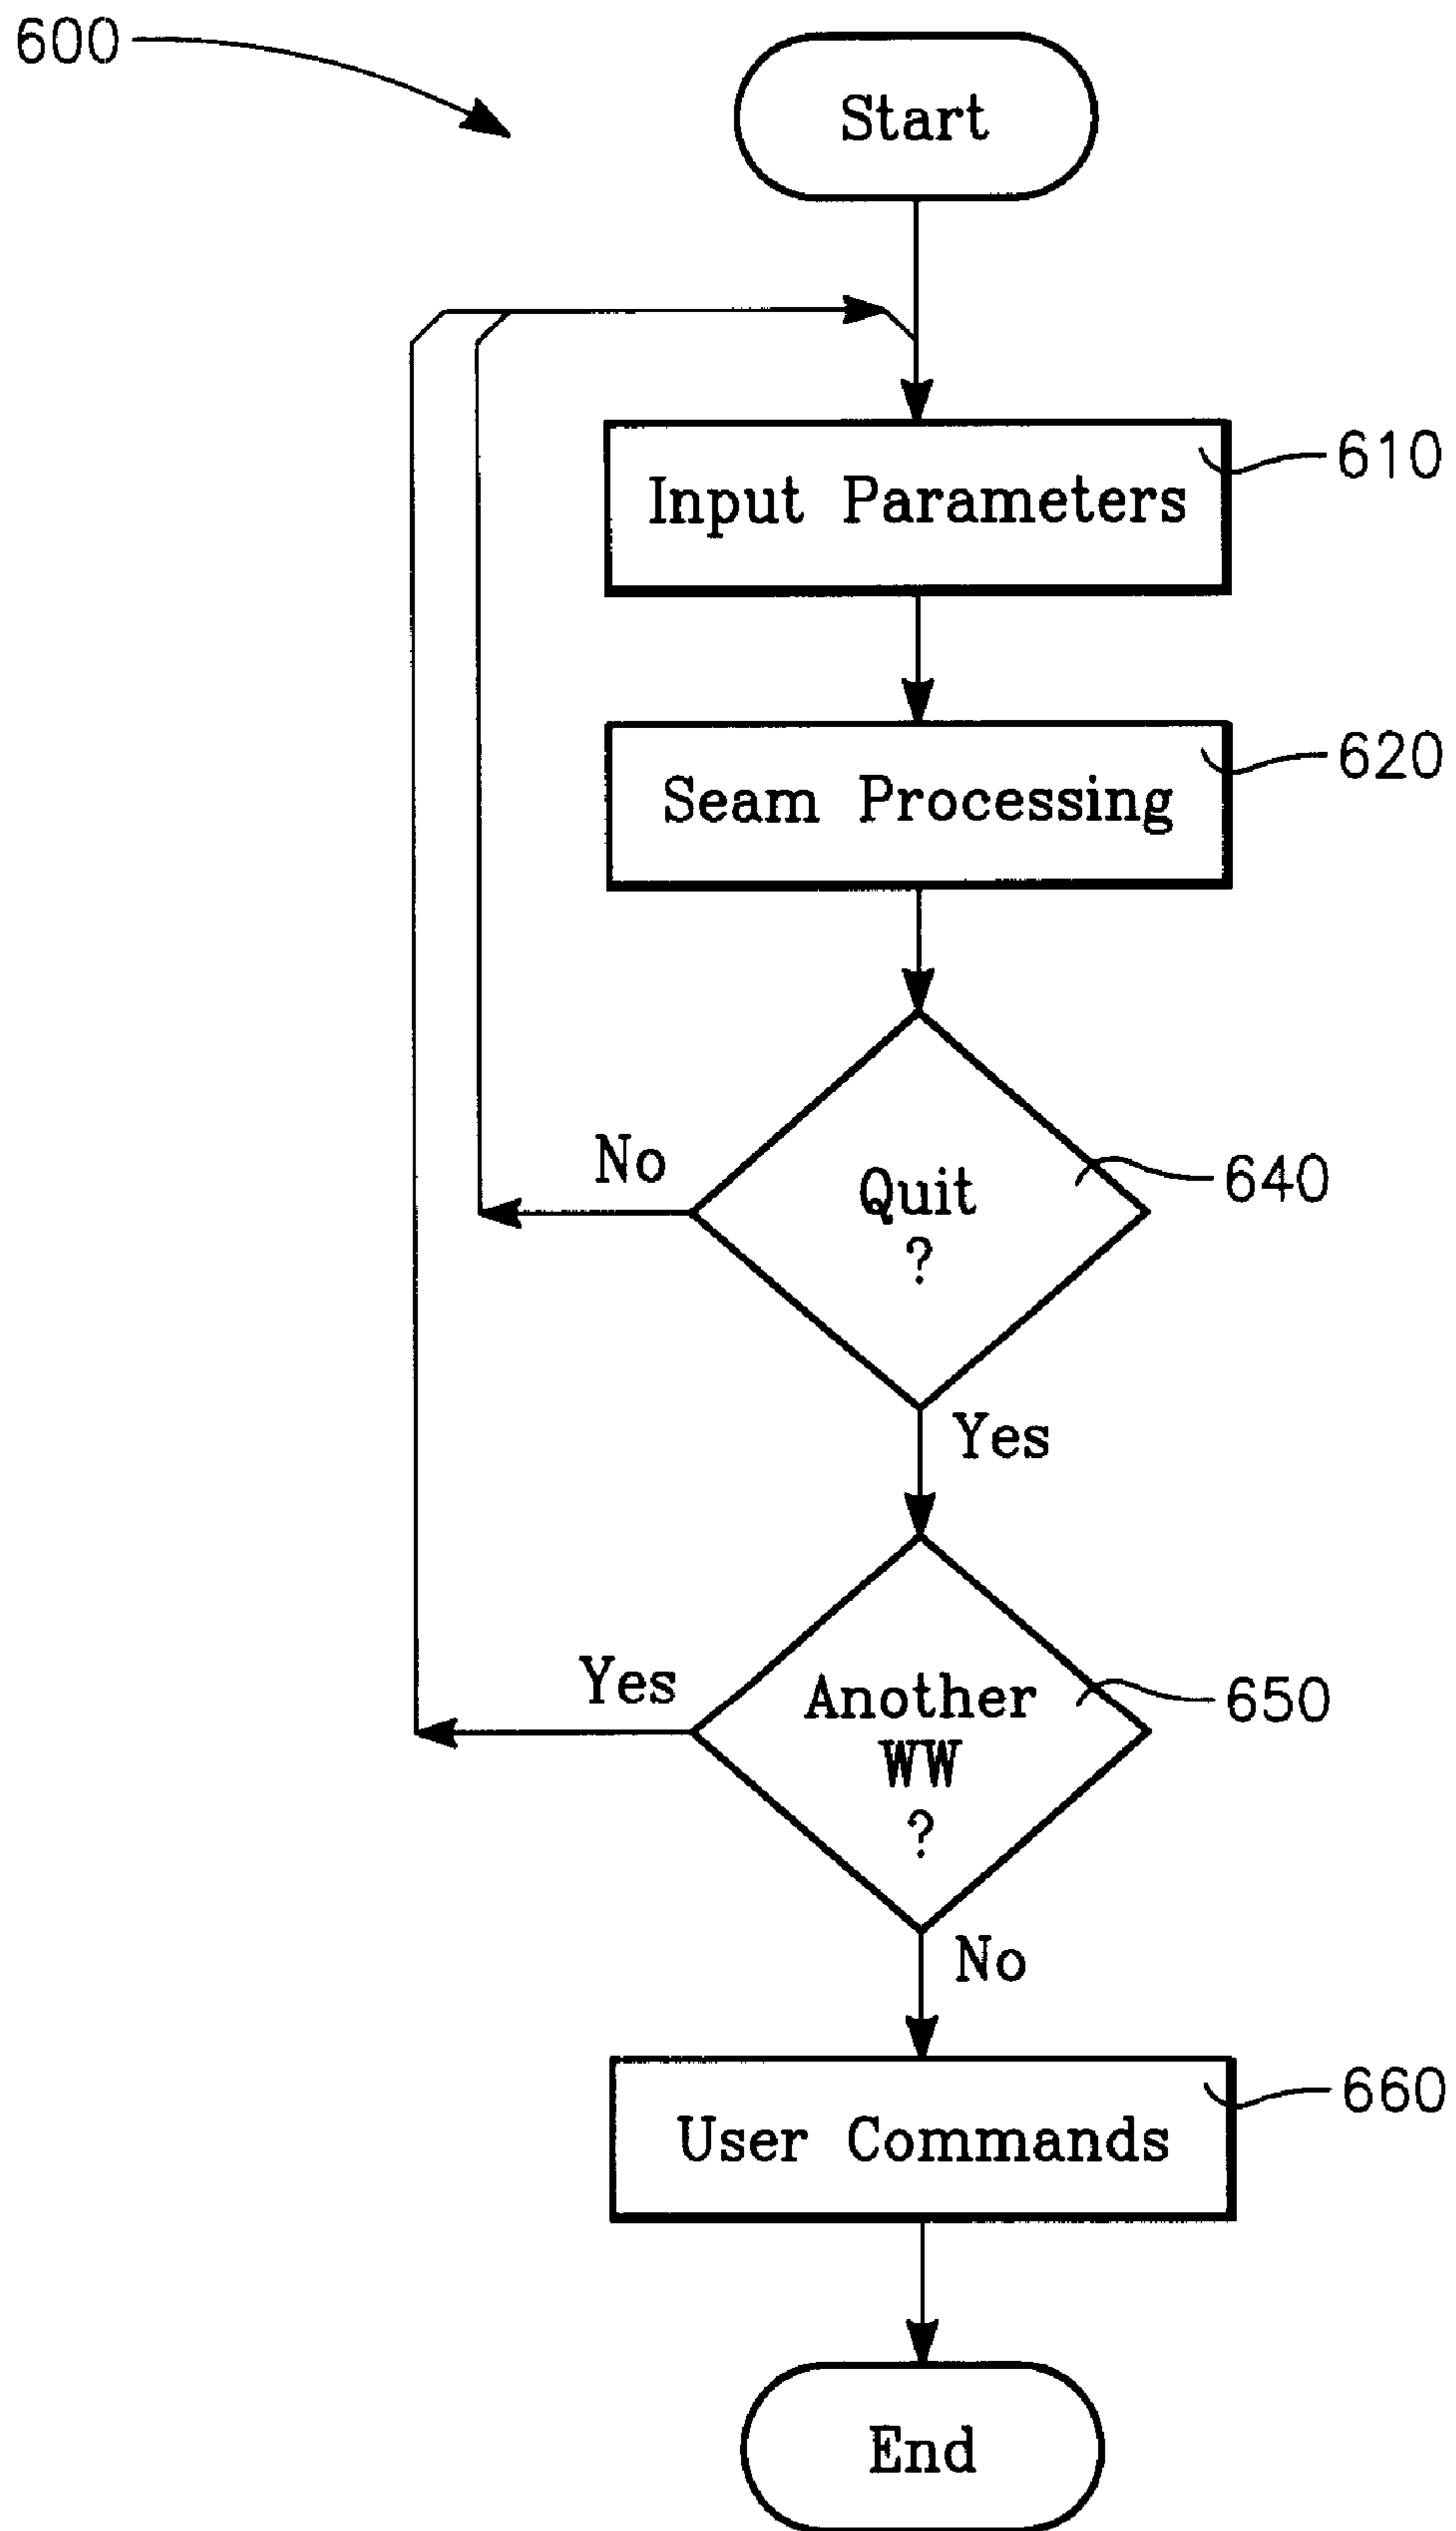 600
Start
Input Parameters
610
Seam Processing
620
No
Quit
?
640
Yes
Yes
Another
WW
?
650
No
User Commands
660
End